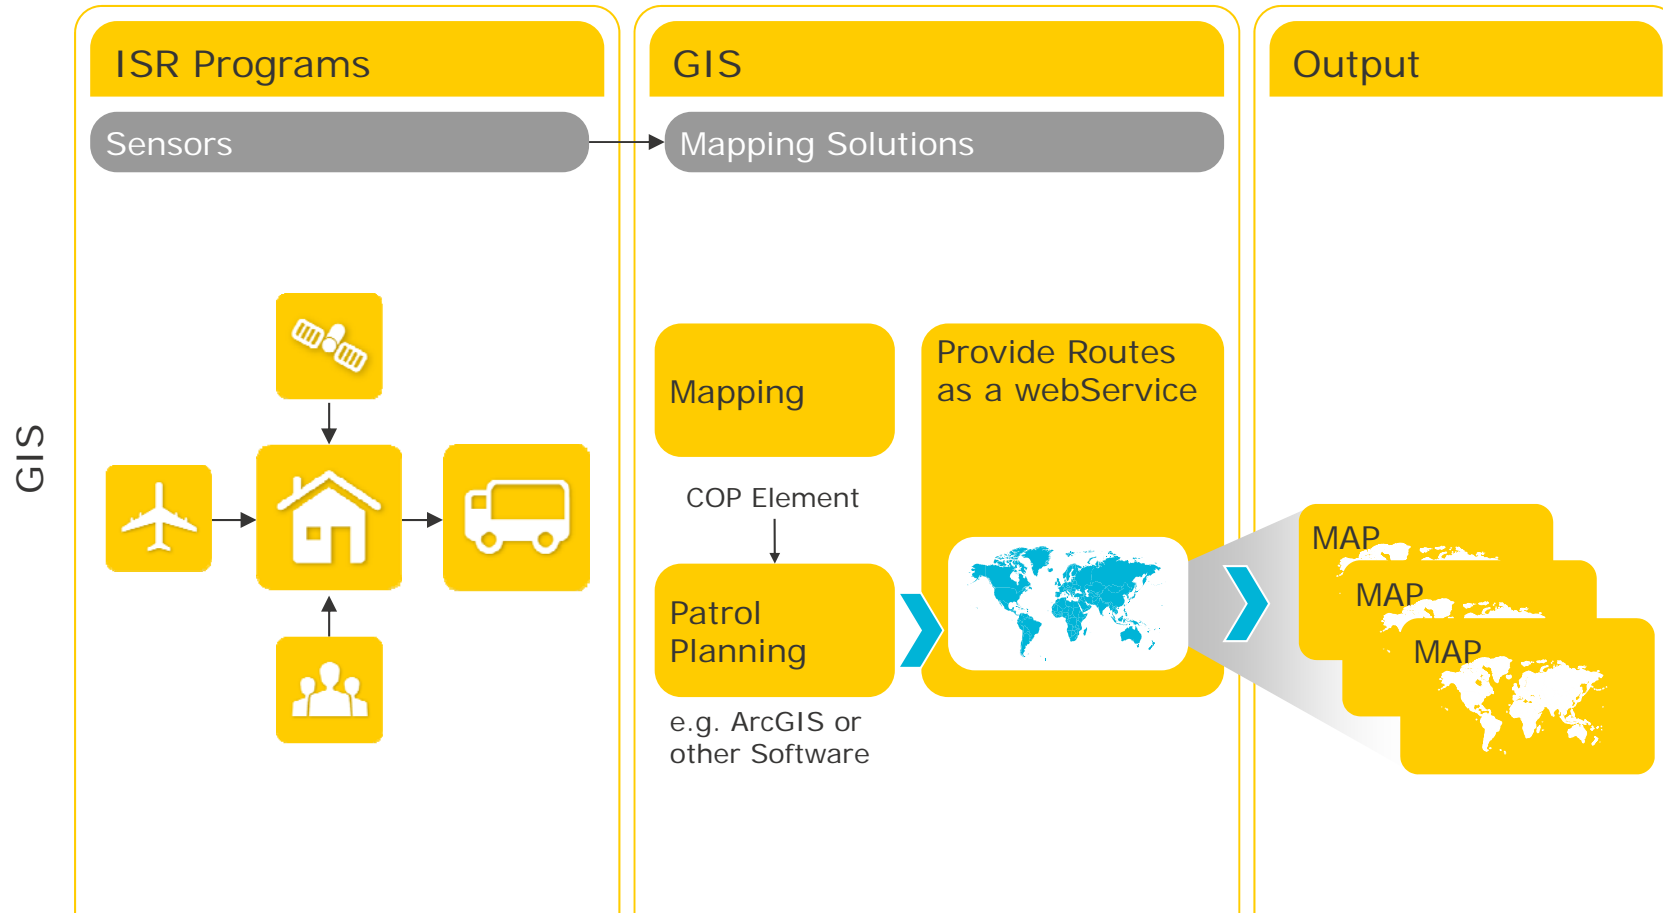 ISR Programs
GIS
Output
Sensors
Mapping Solutions
GIS
Mapping
Provide Routes
as a webService
COP Element
Patrol
Planning
e.g. ArcGIS or
other Software
MAP
MAP
MAP